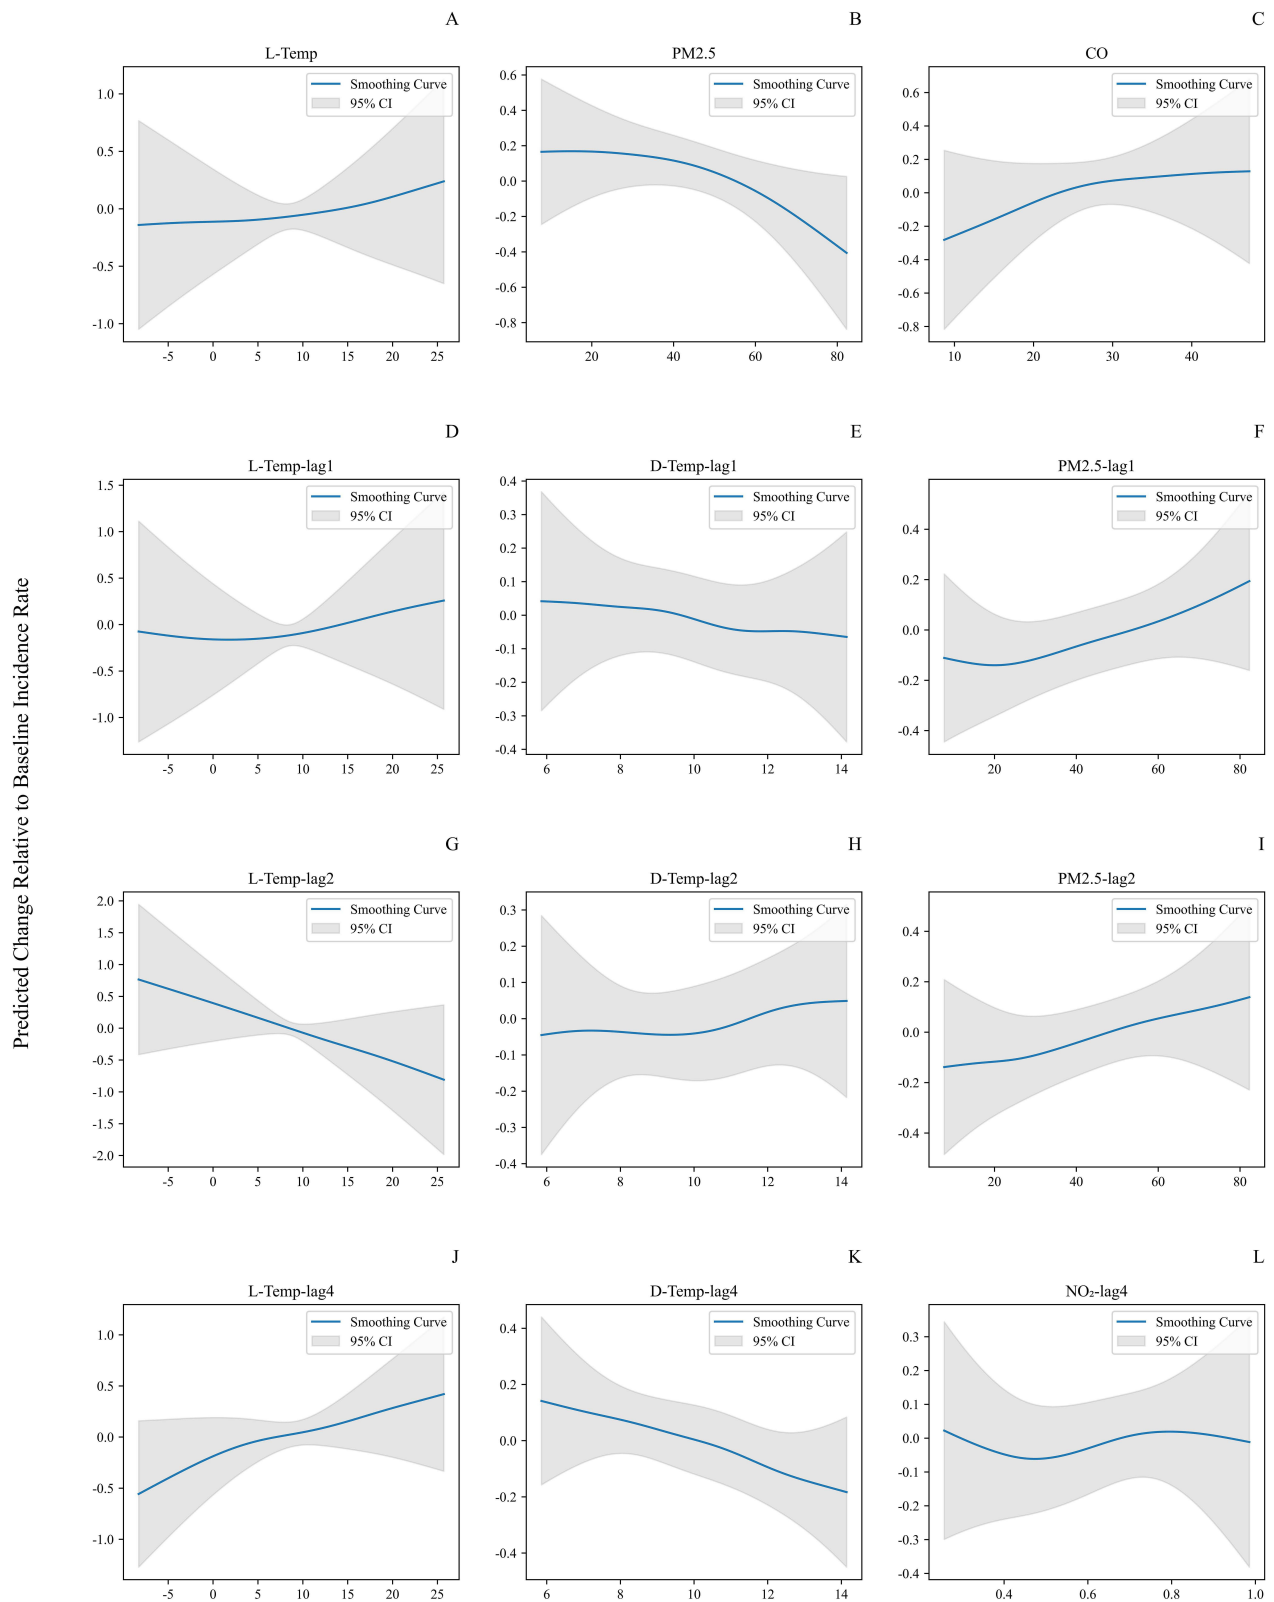 Predicted Change Relative to Baseline Incidence Rate
A
L-Temp
Smoothing Curve
95% CI
1.0
0.5
0.0
-0.5
-1.0
-5 0 5 10 15 20 25
B
PM2.5
Smoothing Curve
95% CI
0.6
0.4
0.2
0.0
-0.2
-0.4
-0.6
-0.8
20 40 60 80
C
CO
Smoothing Curve
95% CI
0.6
0.4
0.2
0.0
-0.2
-0.4
-0.6
-0.8
10 20 30 40
D
L-Temp-lag1
Smoothing Curve
95% CI
1.5
1.0
0.5
0.0
-0.5
-1.0
-5 0 5 10 15 20 25
E
D-Temp-lag1
Smoothing Curve
95% CI
0.4
0.3
0.2
0.1
0.0
-0.1
-0.2
-0.3
-0.4
6 8 10 12 14
F
PM2.5-lag1
Smoothing Curve
95% CI
0.4
0.2
0.0
-0.2
-0.4
20 40 60 80
G
L-Temp-lag2
Smoothing Curve
95% CI
2.0
1.5
1.0
0.5
0.0
-0.5
-1.0
-1.5
-2.0
-5 0 5 10 15 20 25
H
D-Temp-lag2
Smoothing Curve
95% CI
0.3
0.2
0.1
0.0
-0.1
-0.2
-0.3
-0.4
6 8 10 12 14
I
PM2.5-lag2
Smoothing Curve
95% CI
0.4
0.2
0.0
-0.2
-0.4
20 40 60 80
J
L-Temp-lag4
Smoothing Curve
95% CI
1.0
0.5
0.0
-0.5
-1.0
-5 0 5 10 15 20 25
K
D-Temp-lag4
Smoothing Curve
95% CI
0.4
0.2
0.0
-0.2
-0.4
6 8 10 12 14
L
NO₂-lag4
Smoothing Curve
95% CI
0.3
0.2
0.1
0.0
-0.1
-0.2
-0.3
-0.4
0.4 0.6 0.8 1.0